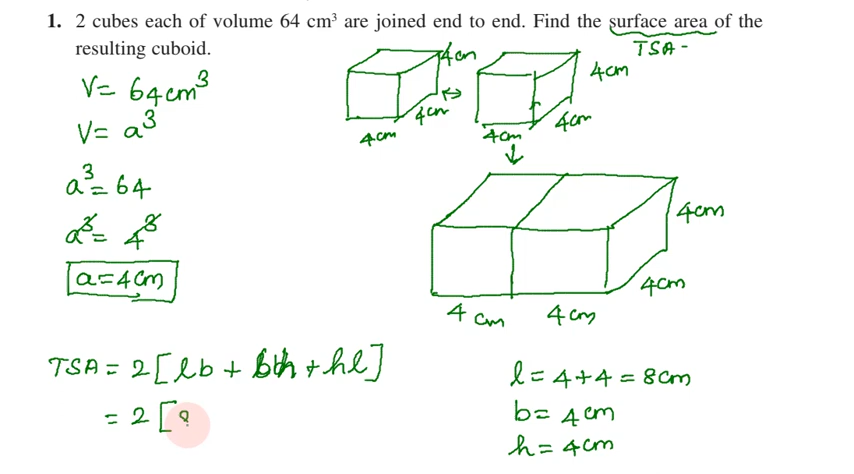 1. 2 cubes each of volume 64 cm³ are joined end to end. Find the surface area of the
resulting cuboid.
TSA -
V = 64cm³
V = a³
a³ = 64
a³ = 4³
a = 4cm
4cm
4cm
4cm
4cm
4cm
4cm
4cm
4cm
4cm
4cm
TSA = 2[lb + bh + hl]
= 2[8
l = 4+4 = 8cm
b = 4cm
h = 4cm